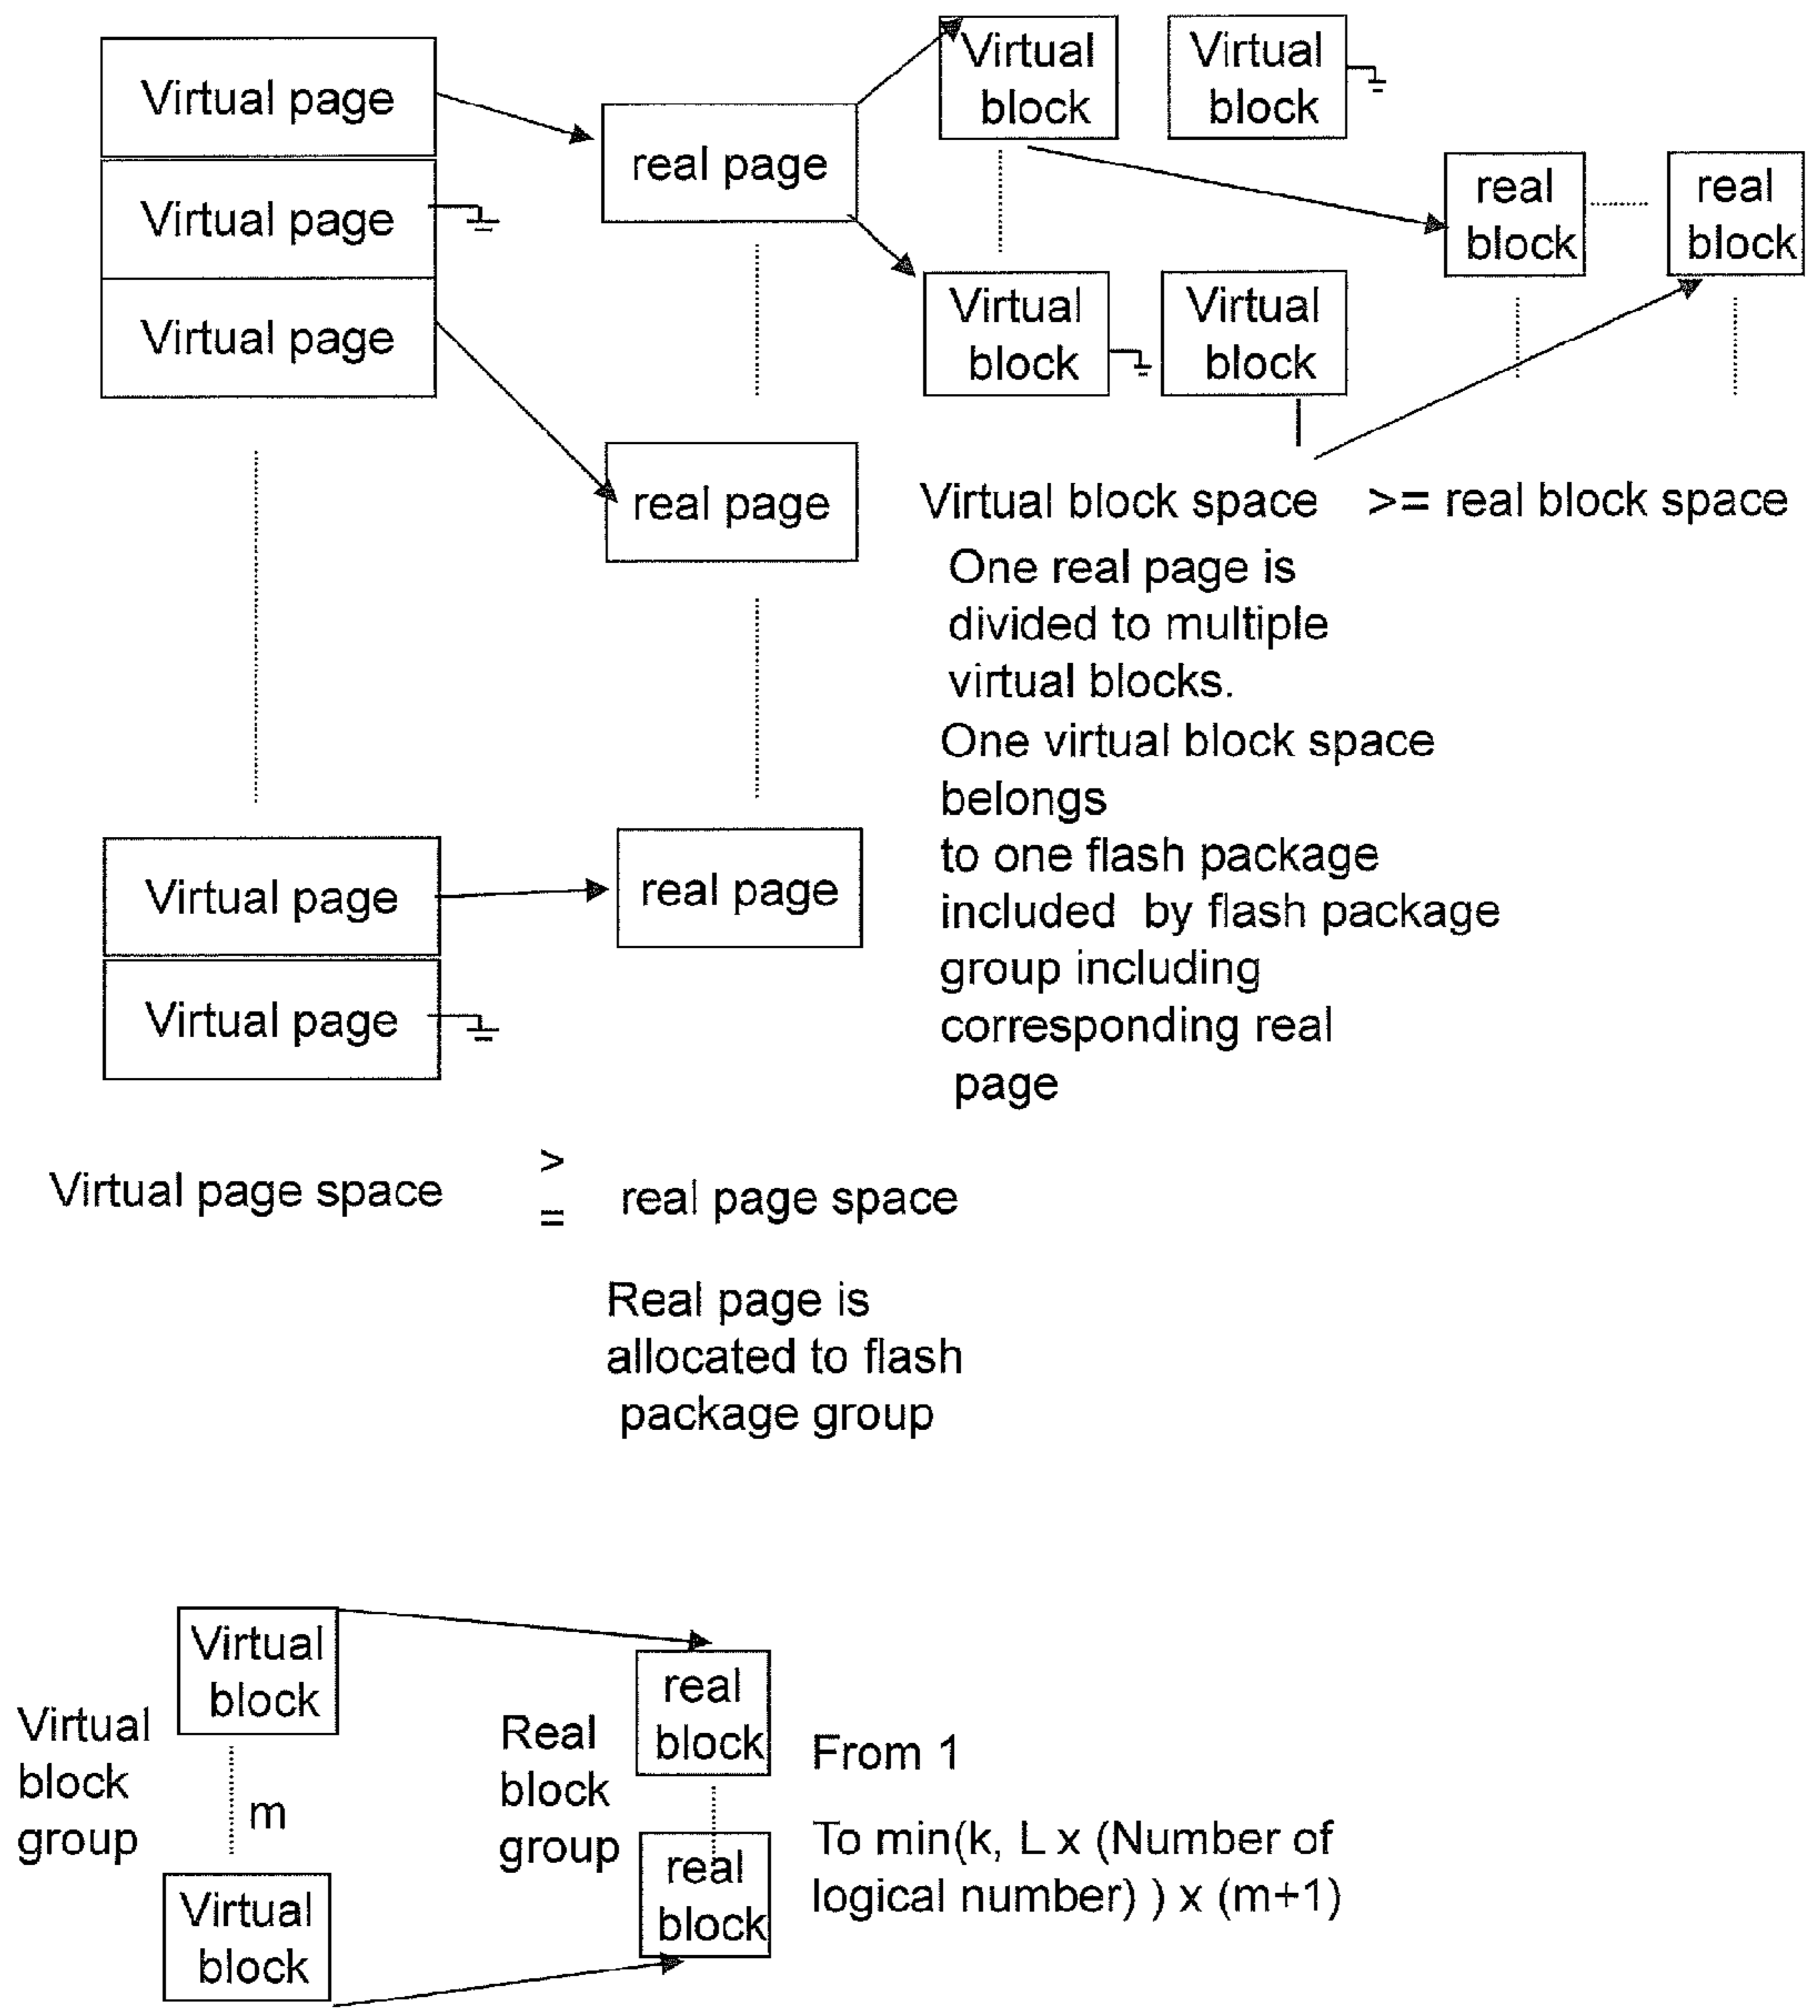 Virtual page
Virtual page
Virtual page
real page
real page
Virtual
block
Virtual
block
real
block
real
block
Virtual
block
Virtual
block
Virtual block space >= real block space
One real page is
divided to multiple
virtual blocks.
One virtual block space
belongs
to one flash package
included by flash package
group including
corresponding real
page
Virtual page
Virtual page
real page
Virtual page space > = real page space
Real page is
allocated to flash
package group
Virtual
block
group
Virtual
block
m
Virtual
block
Real
block
group
real
block
real
block
From 1
To min(k, L x (Number of
logical number) ) x (m+1)